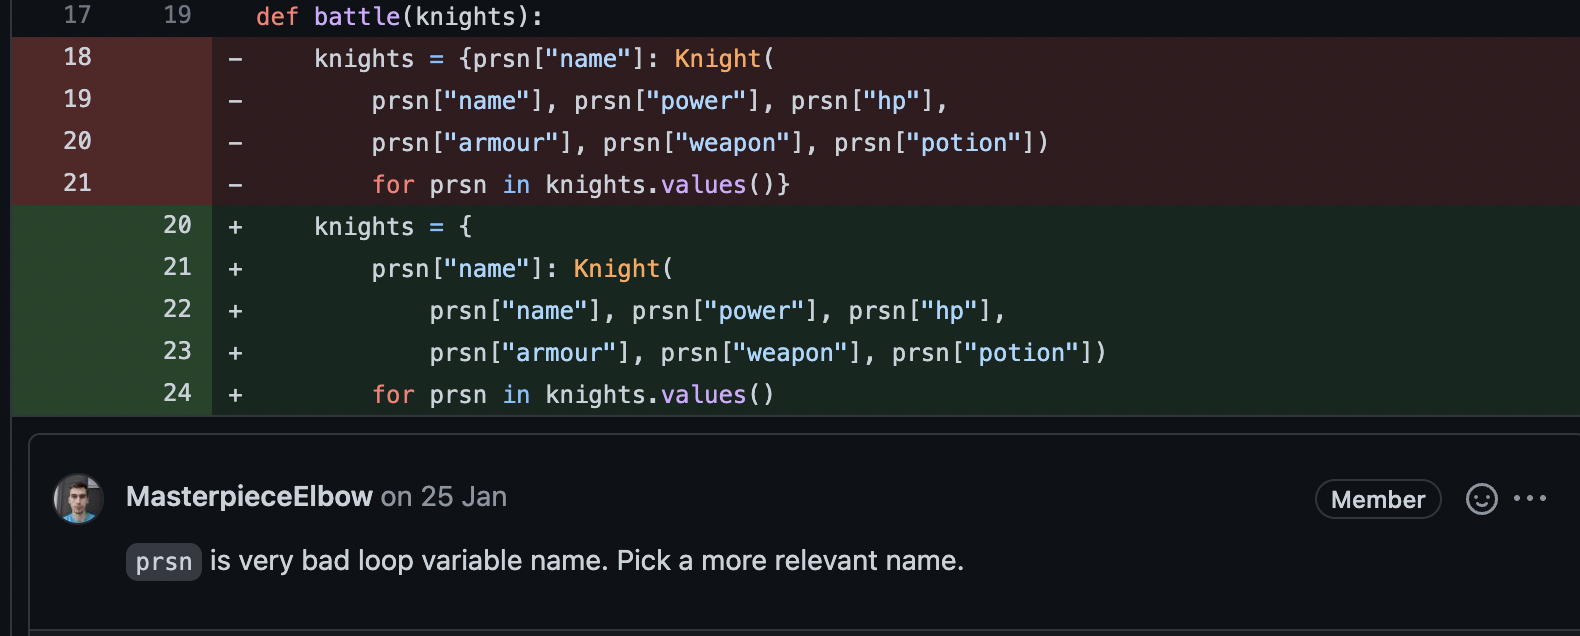 17 19 def battle(knights):
18 - knights = {prsn["name"]: Knight(
19 - prsn["name"], prsn["power"], prsn["hp"],
20 - prsn["armour"], prsn["weapon"], prsn["potion"])
21 - for prsn in knights.values()}
20 + knights = {
21 + prsn["name"]: Knight(
22 + prsn["name"], prsn["power"], prsn["hp"],
23 + prsn["armour"], prsn["weapon"], prsn["potion"])
24 + for prsn in knights.values()
MasterpieceElbow on 25 Jan Member
prsn is very bad loop variable name. Pick a more relevant name.